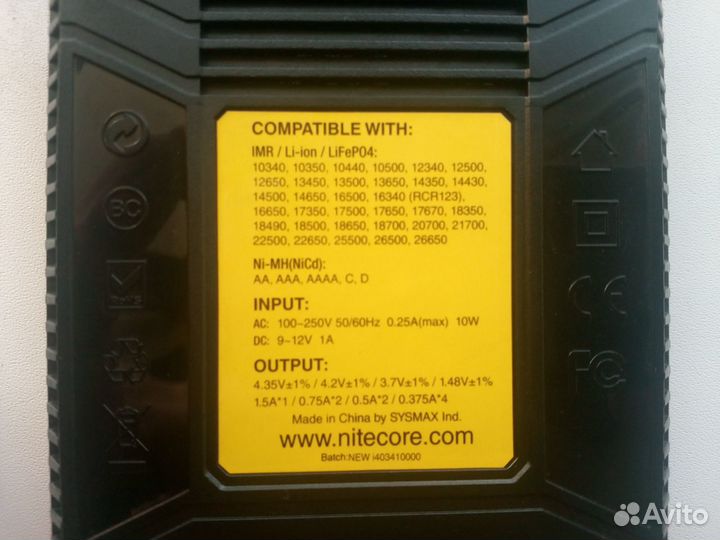 COMPATIBLE WITH:
IMR / Li-ion / LiFePO4:
10340, 10350, 10440, 10500, 12340, 12500,
12650, 13450, 13500, 13650, 14350, 14430,
14500, 14650, 16500, 16340 (RCR123),
16650, 17350, 17500, 17650, 17670, 18350,
18490, 18500, 18650, 18700, 20700, 21700,
22500, 22650, 25500, 26500, 26650
Ni-MH(NiCd):
AA, AAA, AAAA, C, D
INPUT:
AC: 100~250V 50/60Hz 0.25A(max) 10W
DC: 9~12V 1A
OUTPUT:
4.35V±1% / 4.2V±1% / 3.7V±1% / 1.48V±1%
1.5A*1 / 0.75A*2 / 0.5A*2 / 0.375A*4
Made in China by SYSMAX Ind.
www.nitecore.com
Batch:NEW i403410000
BC
RoHS
CE
FC
Avito